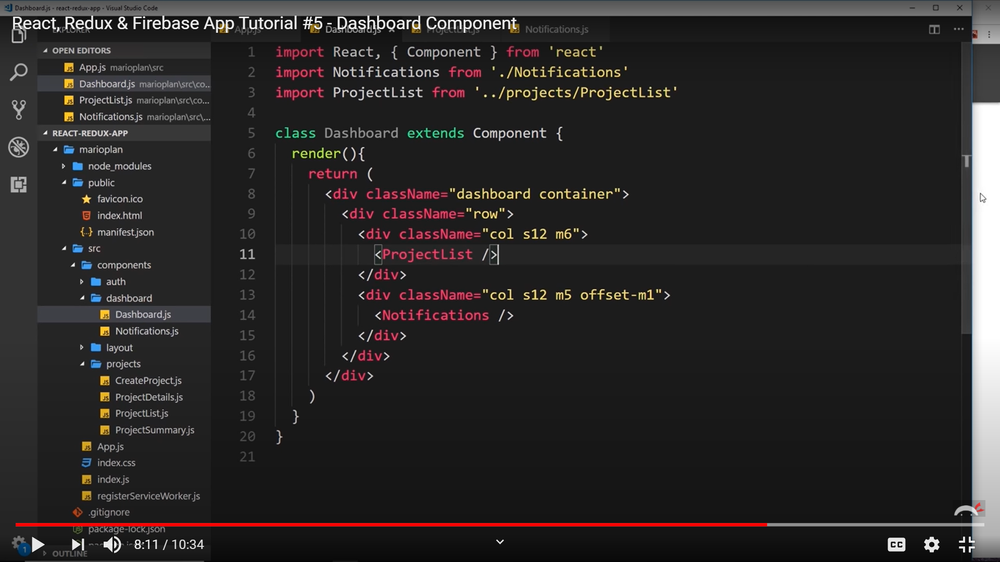 Dashboard.js - react-redux-app - Visual Studio Code
React, Redux & Firebase App Tutorial #5 - Dashboard Component
EXPLORER
App.js
Dashboard.js
ProjectList.js
Notifications.js
OPEN EDITORS
App.js marioplan\src
Dashboard.js marioplan\src\co...
ProjectList.js marioplan\src\co...
Notifications.js marioplan\src\...
REACT-REDUX-APP
marioplan
node_modules
public
favicon.ico
index.html
manifest.json
src
components
auth
dashboard
Dashboard.js
Notifications.js
layout
projects
CreateProject.js
ProjectDetails.js
ProjectList.js
ProjectSummary.js
App.js
index.css
index.js
registerServiceWorker.js
.gitignore
package-lock.json
OUTLINE
1 import React, { Component } from 'react'
2 import Notifications from './Notifications'
3 import ProjectList from '../projects/ProjectList'
4
5 class Dashboard extends Component {
6 render(){
7 return (
8 <div className="dashboard container">
9 <div className="row">
10 <div className="col s12 m6">
11 <ProjectList />
12 </div>
13 <div className="col s12 m5 offset-m1">
14 <Notifications />
15 </div>
16 </div>
17 </div>
18 )
19 }
20 }
21
1
8:11 / 10:34
CC